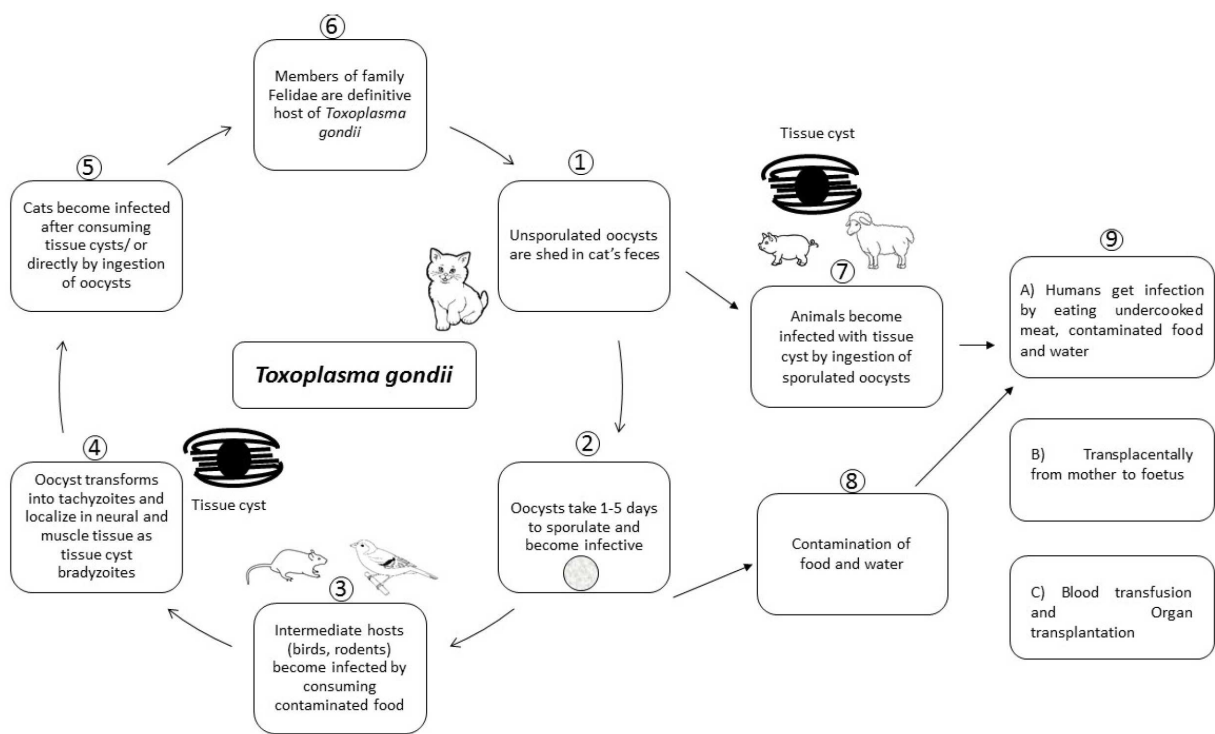 ⑥
Members of family
Felidae are definitive
host of Toxoplasma
gondii
①
Unsporulated oocysts
are shed in cat's feces
②
Oocysts take 1-5 days
to sporulate and
become infective
③
Intermediate hosts
(birds, rodents)
become infected by
consuming
contaminated food
④
Oocyst transforms
into tachyzoites and
localize in neural and
muscle tissue as
tissue cyst
bradyzoites
Tissue cyst
⑤
Cats become infected
after consuming
tissue cysts/ or
directly by ingestion
of oocysts
Toxoplasma gondii
Tissue cyst
⑦
Animals become
infected with tissue
cyst by ingestion of
sporulated oocysts
⑧
Contamination of
food and water
⑨
A) Humans get infection
by eating undercooked
meat, contaminated food
and water
B) Transplacentally
from mother to foetus
C) Blood transfusion
and Organ
transplantation